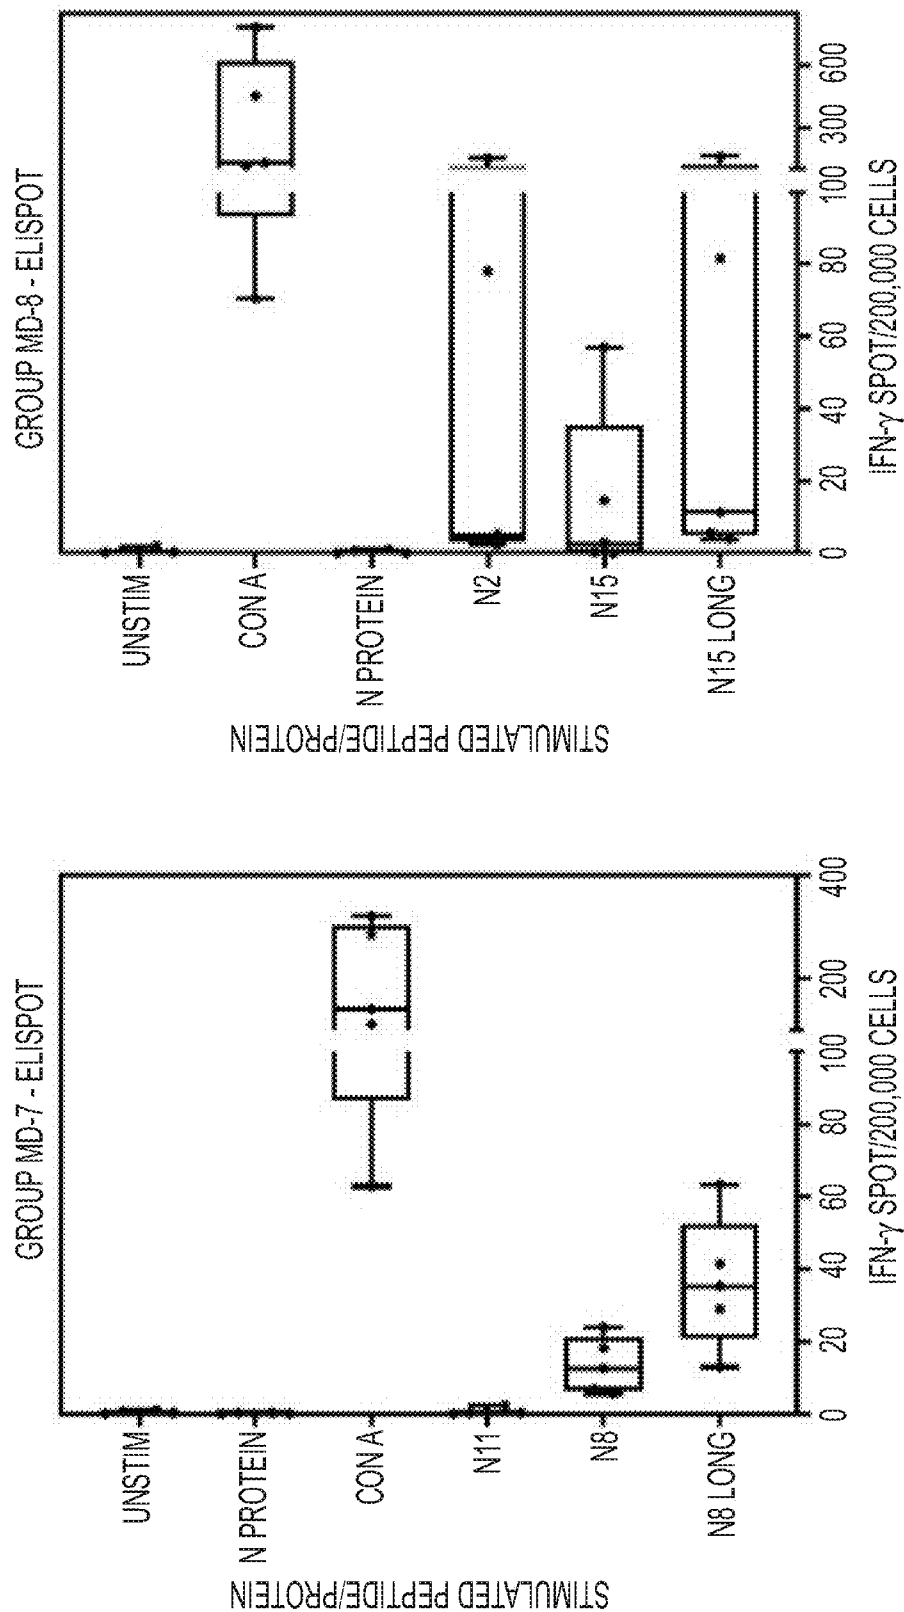 GROUP MD-7 - ELISPOT
STIMULATED PEPTIDE/PROTEIN
UNSTIM
N PROTEIN
CON A
N11
N8
N8 LONG
0
20
40
60
80
100
200
400
IFN-γ SPOT/200,000 CELLS
GROUP MD-8 - ELISPOT
STIMULATED PEPTIDE/PROTEIN
UNSTIM
CON A
N PROTEIN
N2
N15
N15 LONG
0
20
40
60
80
100
300
600
IFN-γ SPOT/200,000 CELLS